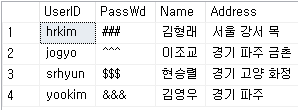 UserID PassWd Name Address
1 hrkim ### 김형래 서울 강서 목
2 jogyo ^^^ 이조교 경기 파주 금촌
3 srhyun $$$ 현승렬 경기 고양 화정
4 yookim &&& 김영우 경기 파주